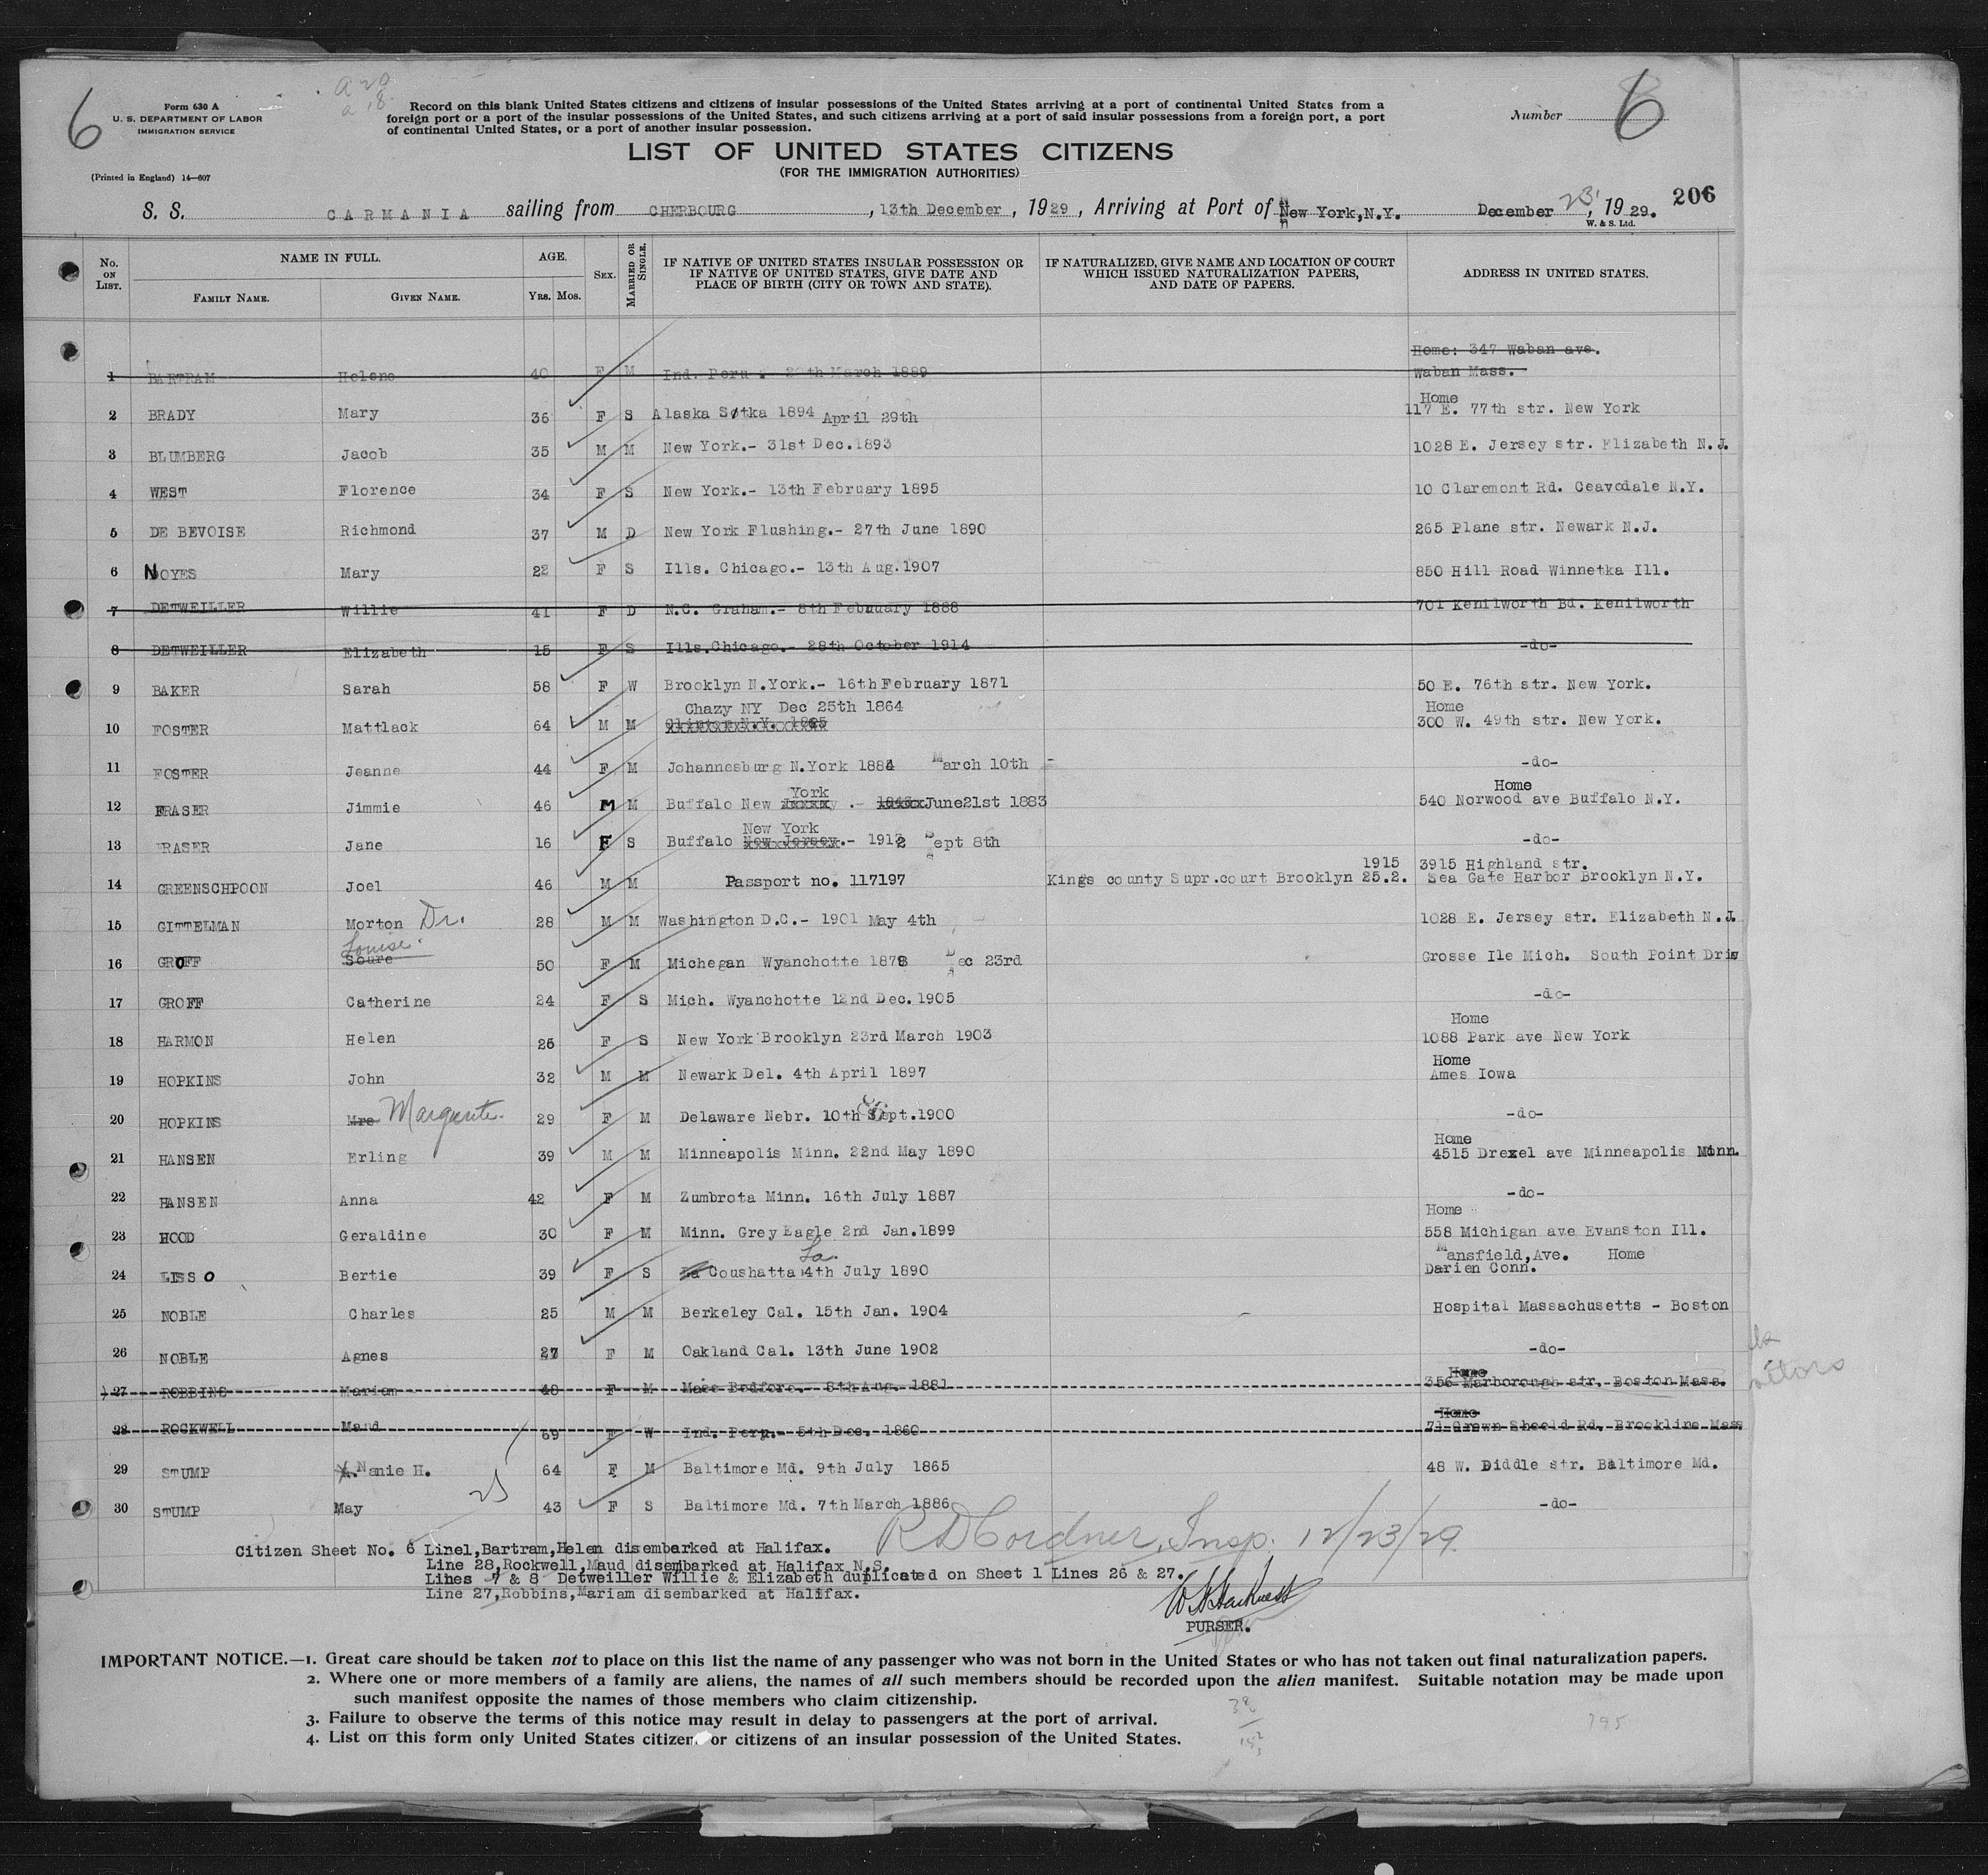 6
Form 630 A
U. S. DEPARTMENT OF LABOR
IMMIGRATION SERVICE
(Printed in England) 14—607
Record on this blank United States citizens and citizens of insular possessions of the United States arriving at a port of continental United States from a
foreign port or a port of the insular possessions of the United States, and such citizens arriving at a port of said insular possessions from a foreign port, a port
of continental United States, or a port of another insular possession.
Number 6
LIST OF UNITED STATES CITIZENS
(FOR THE IMMIGRATION AUTHORITIES)
206
S. S. CARMANIA sailing from CHERBOURG, 13th December, 1929, Arriving at Port of New York, N.Y. December 23, 1929.
W. & S. Ltd.
No. ON LIST. NAME IN FULL. FAMILY NAME. GIVEN NAME. AGE. Yrs. Mos. SEX. MARRIED OR SINGLE. IF NATIVE OF UNITED STATES INSULAR POSSESSION OR IF NATIVE OF UNITED STATES, GIVE DATE AND PLACE OF BIRTH (CITY OR TOWN AND STATE). IF NATURALIZED, GIVE NAME AND LOCATION OF COURT WHICH ISSUED NATURALIZATION PAPERS, AND DATE OF PAPERS. ADDRESS IN UNITED STATES.
Home: 347 Waban ave.
1 BARTRAM Helene 40 F M Ind. Peru . 20th March 1889 Waban Mass.
Home
2 BRADY Mary 36 F S Alaska Sitka 1894 April 29th 117 E. 77th str. New York
3 BLUMBERG Jacob 35 M M New York.- 31st Dec.1893 1028 E. Jersey str. Elizabeth N.J.
4 WEST Florence 34 F S New York.- 13th February 1895 10 Claremont Rd. Ceavodale N.Y.
5 DE BEVOISE Richmond 37 M D New York Flushing.- 27th June 1890 265 Plane str. Newark N.J.
6 NOYES Mary 22 F S Ills. Chicago.- 13th Aug.1907 850 Hill Road Winnetka Ill.
7 DETWEILLER Willie 41 F D N.C. Graham.- 8th February 1888 701 Kenilworth Bd. Kenilworth
8 DETWEILLER Elizabeth 15 F S Ills.Chicago.- 28th October 1914 -do-
9 BAKER Sarah 58 F W Brooklyn N.York.- 16th February 1871 50 E. 76th str. New York.
Chazy NY Dec 25th 1864 Home
10 FOSTER Mattlack 64 M M Clinton N.Y. 1865 300 W. 49th str. New York.
11 FOSTER Jeanne 44 F M Johannesburg N.York 1884 March 10th -do-
York Home
12 FRASER Jimmie 46 M M Buffalo New .- June21st 1883 540 Norwood ave Buffalo N.Y.
New York
13 FRASER Jane 16 F S Buffalo New Jersey.- 1912 Sept 8th -do-
1915 3915 Highland str.
14 GREENSCHPOON Joel 46 M M Passport no. 117197 Kings county Supr.court Brooklyn 25.2. Sea Gate Harbor Brooklyn N.Y.
15 GITTELMAN Morton Dr. 28 M M Washington D.C.- 1901 May 4th 1028 E. Jersey str. Elizabeth N.J.
Louise
16 GROFF Soure 50 F M Michegan Wyanchotte 1878 Dec 23rd Grosse Ile Mich. South Point Driv
17 GROFF Catherine 24 F S Mich. Wyanchotte 12nd Dec.1905 -do-
Home
18 HARMON Helen 26 F S New York Brooklyn 23rd March 1903 1088 Park ave New York
Home
19 HOPKINS John 32 M M Newark Del. 4th April 1897 Ames Iowa
20 HOPKINS Mrs Marguerite. 29 F M Delaware Nebr. 10th Sept.1900 -do-
Home
21 HANSEN Erling 39 M M Minneapolis Minn. 22nd May 1890 4515 Drexel ave Minneapolis Minn.
22 HANSEN Anna 42 F M Zumbrota Minn. 16th July 1887 -do-
Home
23 HOOD Geraldine 30 F M Minn. Grey Eagle 2nd Jan.1899 558 Michigan ave Evanston Ill.
La. Mansfield,Ave. Home
24 LISSO Bertie 39 F S La Coushatta 4th July 1890 Darien Conn.
25 NOBLE Charles 25 M M Berkeley Cal. 15th Jan. 1904 Hospital Massachusetts - Boston
26 NOBLE Agnes 27 F M Oakland Cal. 13th June 1902 -do-
Home
27 ROBBINS Mariam 48 F M Mass Bedford.- 8th Aug. 1881 356 Marborough str. Boston Mass.
Home
28 ROCKWELL Maud 69 F W Ind. Peru.- 5th Dec. 1860 71 Crown Sheeld Rd. Brookline Mass
29 STUMP Nanie H. 64 F M Baltimore Md. 9th July 1865 48 W. Biddle str. Baltimore Md.
30 STUMP May 43 F S Baltimore Md. 7th March 1886 -do-
25
R D Cordner, Insp. 12/23/29
Citizen Sheet No. 6 Line1,Bartram,Helen disembarked at Halifax.
Line 28,Rockwell,Maud disembarked at Halifax N.S.
Lines 7 & 8 Detweiller Willie & Elizabeth duplicated on Sheet 1 Lines 26 & 27.
Line 27,Robbins,Mariam disembarked at Halifax.
PURSER.
IMPORTANT NOTICE.—1. Great care should be taken not to place on this list the name of any passenger who was not born in the United States or who has not taken out final naturalization papers.
2. Where one or more members of a family are aliens, the names of all such members should be recorded upon the alien manifest. Suitable notation may be made upon
such manifest opposite the names of those members who claim citizenship.
3. Failure to observe the terms of this notice may result in delay to passengers at the port of arrival.
4. List on this form only United States citizens or citizens of an insular possession of the United States.
195